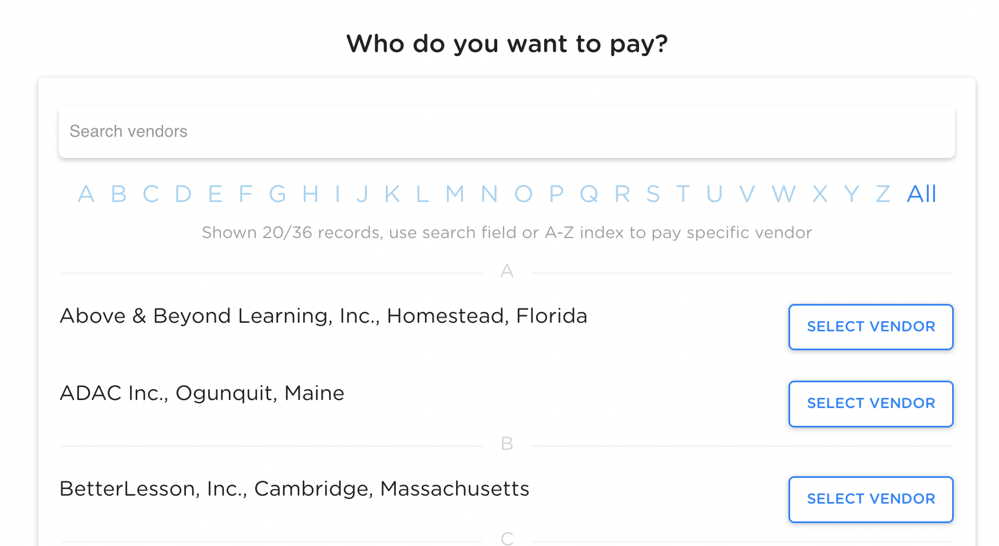 Who do you want to pay?
Search vendors
A B C D E F G H I J K L M N O P Q R S T U V W X Y Z All
Shown 20/36 records, use search field or A-Z index to pay specific vendor
A
Above & Beyond Learning, Inc., Homestead, Florida
SELECT VENDOR
ADAC Inc., Ogunquit, Maine
SELECT VENDOR
B
BetterLesson, Inc., Cambridge, Massachusetts
SELECT VENDOR
C